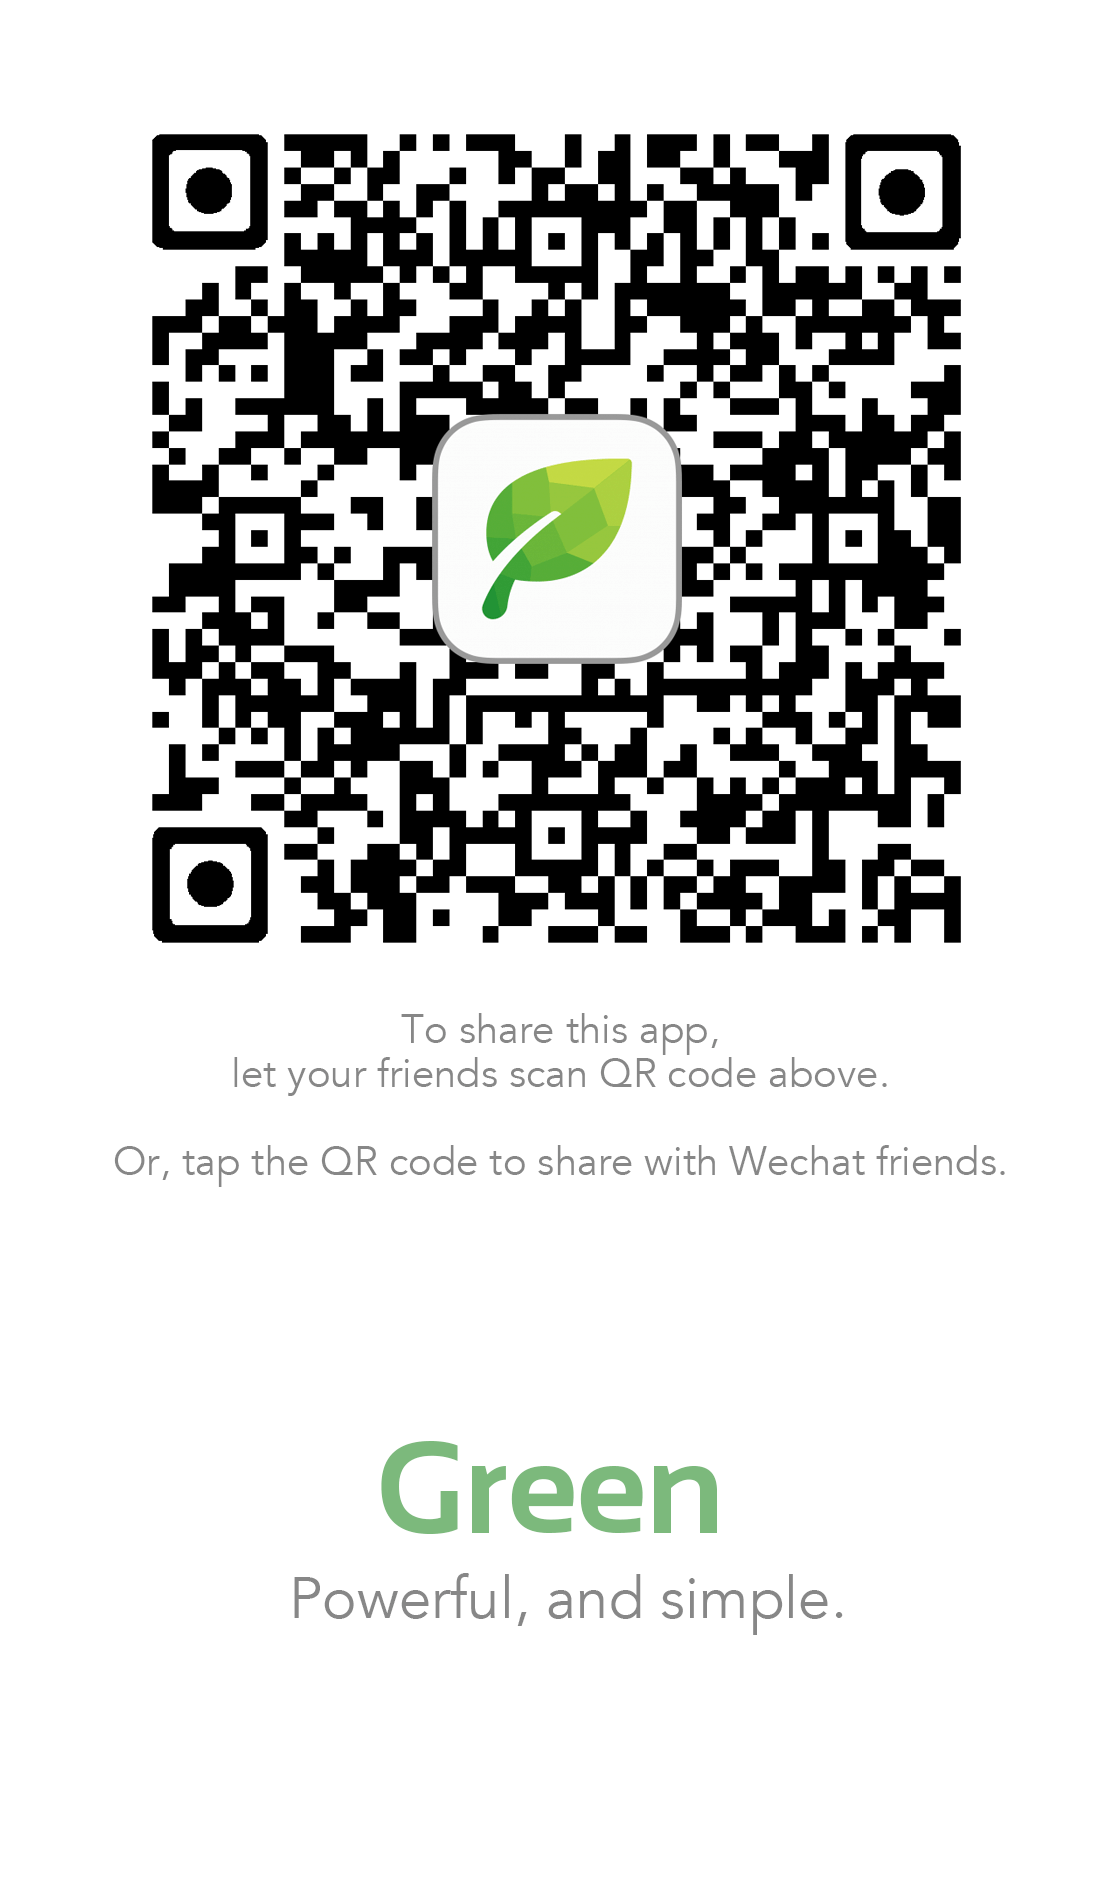 To share this app,
let your friends scan QR code above.
Or, tap the QR code to share with Wechat friends.
Green
Powerful, and simple.